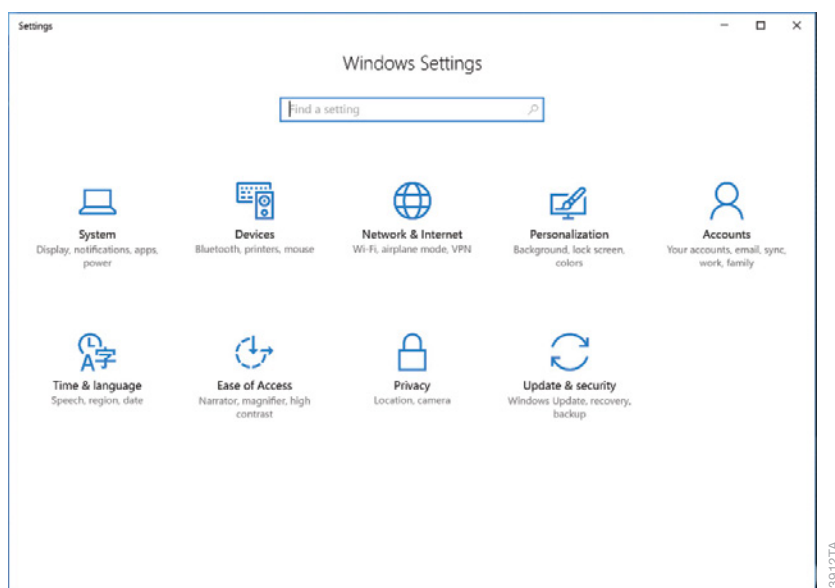 Settings
Windows Settings
Find a setting
System
Display, notifications, apps,
power
Devices
Bluetooth, printers, mouse
Network & Internet
Wi-Fi, airplane mode, VPN
Personalization
Background, lock screen,
colors
Accounts
Your accounts, email, sync,
work, family
Time & language
Speech, region, date
Ease of Access
Narrator, magnifier, high
contrast
Privacy
Location, camera
Update & security
Windows Update, recovery,
backup